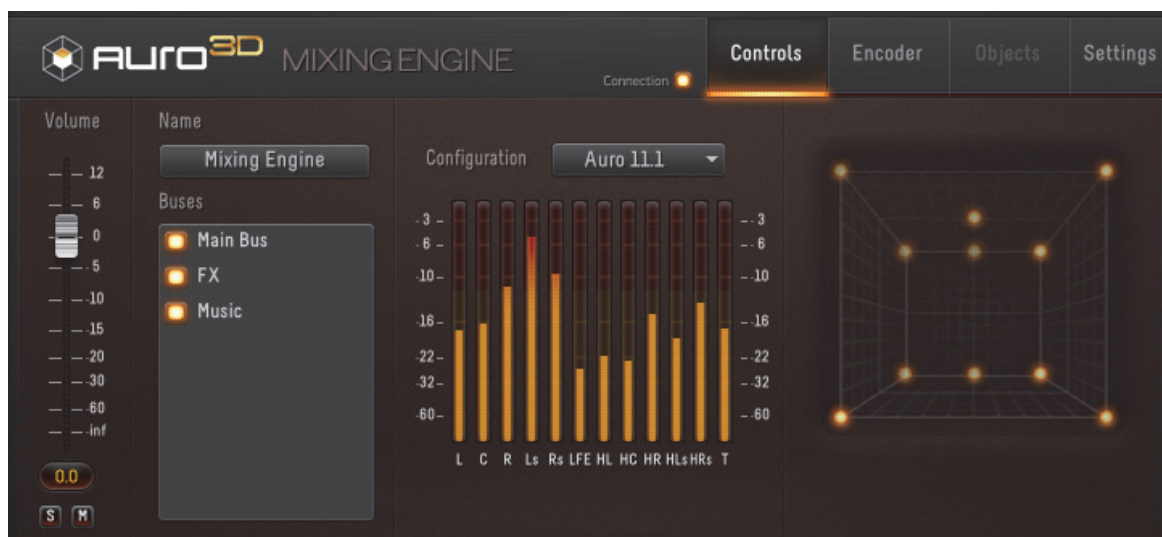 AURO3D MIXING ENGINE
Connection
Controls
Encoder
Objects
Settings
Volume
12
6
0
-5
-10
-15
-20
-30
-60
-inf
0.0
S M
Name
Mixing Engine
Buses
Main Bus
FX
Music
Configuration
Auro 11.1
-3 - - -3
-6 - - -6
-10 - - -10
-16 - - -16
-22 - - -22
-32 - - -32
-60 - - -60
L C R Ls Rs LFE HL HC HR HLs HRs T